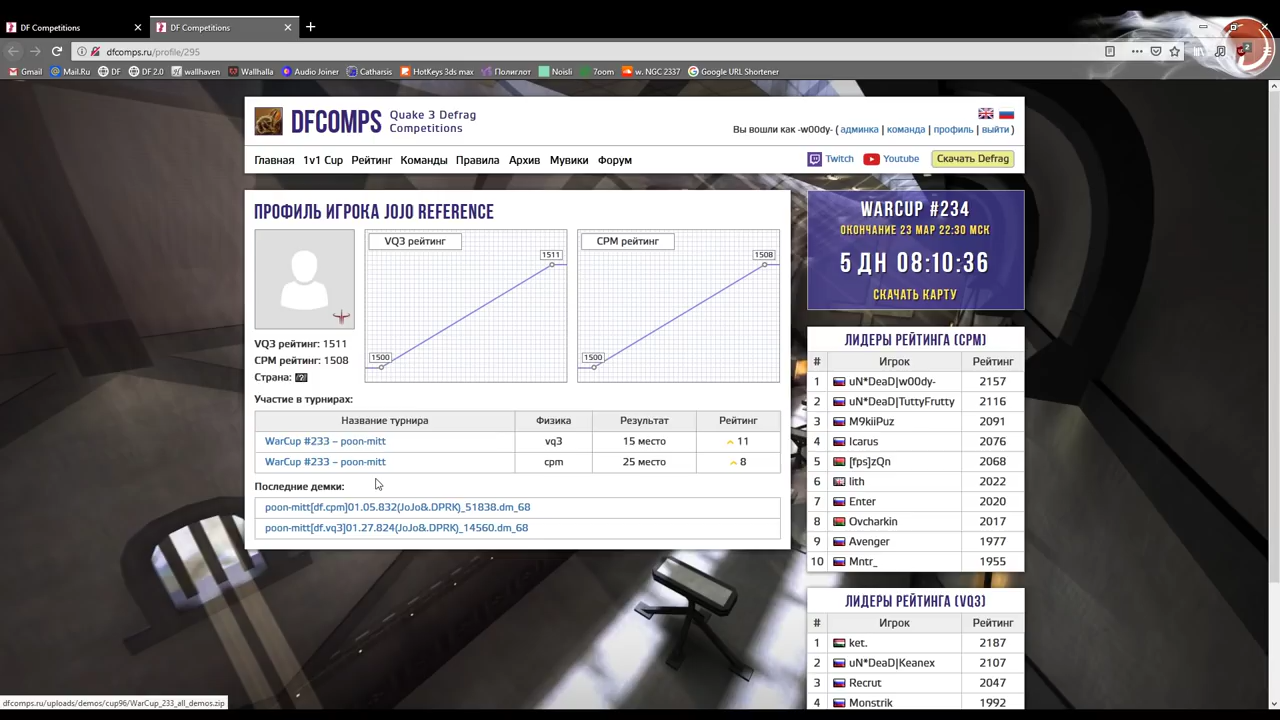 DF Competitions
DF Competitions
dfcomps.ru/profile/295
2
Gmail Mail.Ru DF DF 2.0 wallhaven Wallhalla Audio Joiner Catharsis HotKeys 3ds max Полиглот Noisli 7oom w. NGC 2337 Google URL Shortener
DFCOMPS
Quake 3 Defrag
Competitions
Вы вошли как -w00dy- ( админка | команда | профиль | выйти )
Главная 1v1 Cup Рейтинг Команды Правила Архив Мувики Форум
Twitch Youtube Скачать Defrag
ПРОФИЛЬ ИГРОКА JOJO REFERENCE
VQ3 рейтинг
1511
1500
CPM рейтинг
1508
1500
VQ3 рейтинг: 1511
CPM рейтинг: 1508
Страна:
Участие в турнирах:
Название турнира Физика Результат Рейтинг
WarCup #233 – poon-mitt vq3 15 место 11
WarCup #233 – poon-mitt cpm 25 место 8
Последние демки:
poon-mitt[df.cpm]01.05.832(JoJo&.DPRK)_51838.dm_68
poon-mitt[df.vq3]01.27.824(JoJo&.DPRK)_14560.dm_68
WARCUP #234
ОКОНЧАНИЕ 23 МАР 22:30 МСК
5 ДН 08:10:36
СКАЧАТЬ КАРТУ
ЛИДЕРЫ РЕЙТИНГА (CPM)
# Игрок Рейтинг
1 uN*DeaD|w00dy- 2157
2 uN*DeaD|TuttyFrutty 2116
3 M9kiiPuz 2091
4 Icarus 2076
5 [fps]zQn 2068
6 lith 2022
7 Enter 2020
8 Ovcharkin 2017
9 Avenger 1977
10 Mntr_ 1955
ЛИДЕРЫ РЕЙТИНГА (VQ3)
# Игрок Рейтинг
1 ket. 2187
2 uN*DeaD|Keanex 2107
3 Recrut 2047
4 Monstrik 1992
dfcomps.ru/uploads/demos/cup96/WarCup_233_all_demos.zip